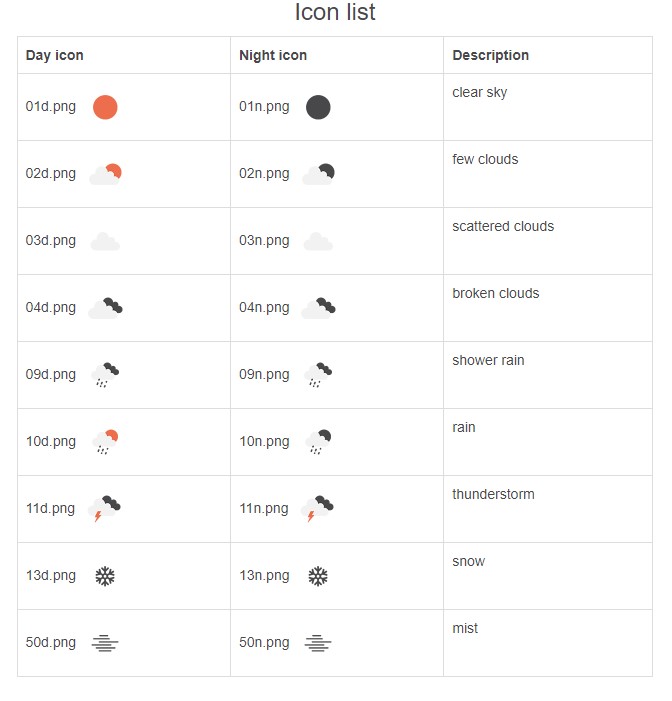 Icon list
Day icon Night icon Description
01d.png 01n.png clear sky
02d.png 02n.png few clouds
03d.png 03n.png scattered clouds
04d.png 04n.png broken clouds
09d.png 09n.png shower rain
10d.png 10n.png rain
11d.png 11n.png thunderstorm
13d.png 13n.png snow
50d.png 50n.png mist